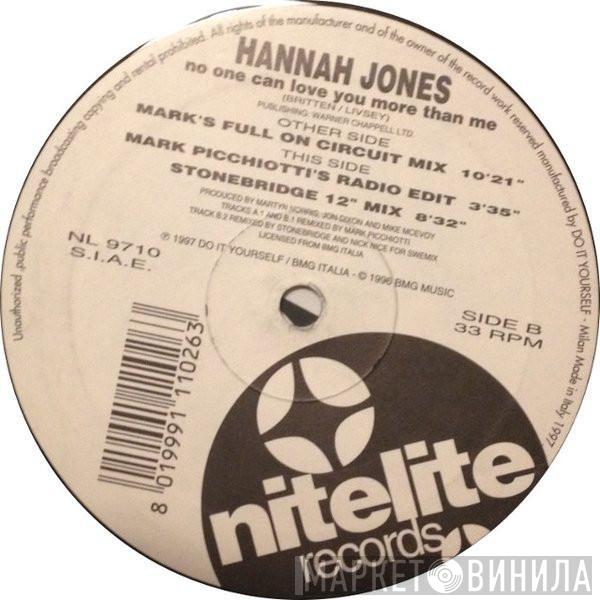 Unauthorized ,public performance broadcasting copying and rental prohibited. All rights of the manufacturer and of the owner of the record work reserved manufactured by DO IT YOURSELF - Milan Made in Italy 1997
HANNAH JONES
no one can love you more than me
(BRITTEN / LIVSEY)
PUBLISHING: WARNER CHAPPELL LTD.
OTHER SIDE
MARK'S FULL ON CIRCUIT MIX 10'21"
THIS SIDE
MARK PICCHIOTTI'S RADIO EDIT 3'35"
STONEBRIDGE 12" MIX 8'32"
PRODUCED BY MARTYN NORRIS, JON DIXON AND MIKE MCEVOY
TRACKS A.1 AND B.1 REMIXED BY MARK PICCHIOTTI
TRACK B.2 REMIXED BY STONEBRIDGE AND NICK NICE FOR SWEMIX
LICENSED FROM BMG ITALIA
℗ 1997 DO IT YOURSELF / BMG ITALIA - © 1996 BMG MUSIC
NL 9710
S.I.A.E.
SIDE B
33 RPM
8 019991 110263
nitelite
records
МАРКЕТ ВИНИЛА